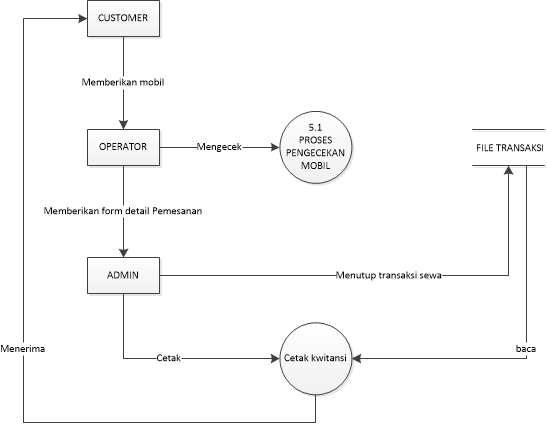 CUSTOMER
Memberikan mobil
OPERATOR
Mengecek
5.1
PROSES
PENGECEKAN
MOBIL
FILE TRANSAKSI
Memberikan form detail Pemesanan
ADMIN
Menutup transaksi sewa
Menerima
Cetak
Cetak kwitansi
baca